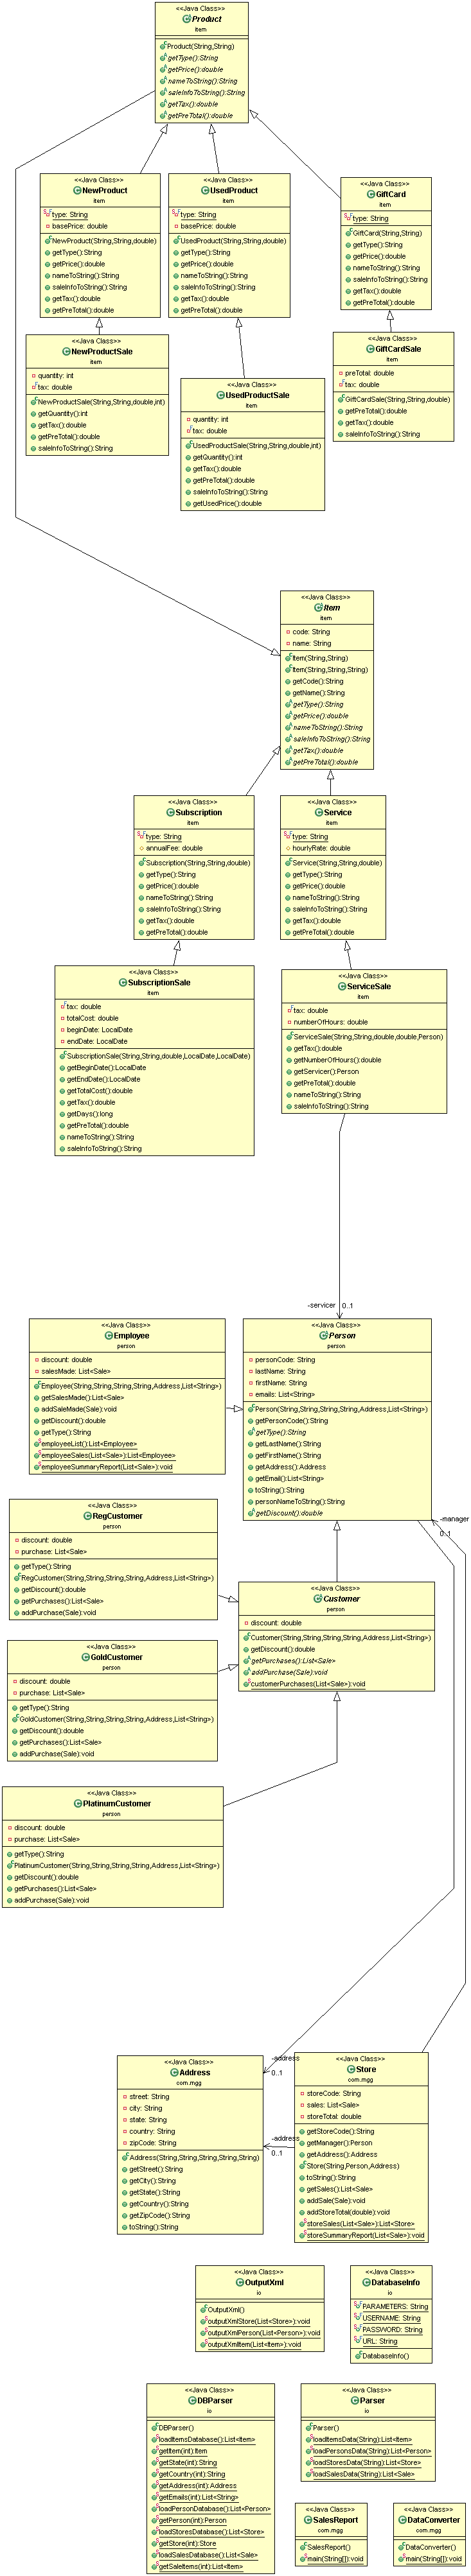 <<Java Class>>
Product
item
Product(String,String)
getType():String
getPrice():double
nameToString():String
saleInfoToString():String
getTax():double
getPreTotal():double
<<Java Class>>
NewProduct
item
type: String
basePrice: double
NewProduct(String,String,double)
getType():String
getPrice():double
nameToString():String
saleInfoToString():String
getTax():double
getPreTotal():double
<<Java Class>>
UsedProduct
item
type: String
basePrice: double
UsedProduct(String,String,double)
getType():String
getPrice():double
nameToString():String
saleInfoToString():String
getTax():double
getPreTotal():double
<<Java Class>>
GiftCard
item
type: String
GiftCard(String,String)
getType():String
getPrice():double
nameToString():String
saleInfoToString():String
getTax():double
getPreTotal():double
<<Java Class>>
NewProductSale
item
quantity: int
tax: double
NewProductSale(String,String,double,int)
getQuantity():int
getTax():double
getPreTotal():double
saleInfoToString():String
<<Java Class>>
UsedProductSale
item
quantity: int
tax: double
UsedProductSale(String,String,double,int)
getQuantity():int
getTax():double
getPreTotal():double
saleInfoToString():String
getUsedPrice():double
<<Java Class>>
GiftCardSale
item
preTotal: double
tax: double
GiftCardSale(String,String,double)
getPreTotal():double
getTax():double
saleInfoToString():String
<<Java Class>>
Item
item
code: String
name: String
Item(String,String)
Item(String,String,String)
getCode():String
getName():String
getType():String
getPrice():double
nameToString():String
saleInfoToString():String
getTax():double
getPreTotal():double
<<Java Class>>
Subscription
item
type: String
annualFee: double
Subscription(String,String,double)
getType():String
getPrice():double
nameToString():String
saleInfoToString():String
getTax():double
getPreTotal():double
<<Java Class>>
Service
item
type: String
hourlyRate: double
Service(String,String,double)
getType():String
getPrice():double
nameToString():String
saleInfoToString():String
getTax():double
getPreTotal():double
<<Java Class>>
SubscriptionSale
item
tax: double
totalCost: double
beginDate: LocalDate
endDate: LocalDate
SubscriptionSale(String,String,double,LocalDate,LocalDate)
getBeginDate():LocalDate
getEndDate():LocalDate
getTotalCost():double
getTax():double
getDays():long
getPreTotal():double
nameToString():String
saleInfoToString():String
<<Java Class>>
ServiceSale
item
tax: double
numberOfHours: double
ServiceSale(String,String,double,double,Person)
getTax():double
getNumberOfHours():double
getServicer():Person
getPreTotal():double
nameToString():String
saleInfoToString():String
-servicer
0..1
<<Java Class>>
Employee
person
discount: double
salesMade: List<Sale>
Employee(String,String,String,String,Address,List<String>)
getSalesMade():List<Sale>
addSaleMade(Sale):void
getDiscount():double
getType():String
employeeList():List<Employee>
employeeSales(List<Sale>):List<Employee>
employeeSummaryReport(List<Sale>):void
<<Java Class>>
Person
person
personCode: String
lastName: String
firstName: String
emails: List<String>
Person(String,String,String,String,Address,List<String>)
getPersonCode():String
getType():String
getLastName():String
getFirstName():String
getAddress():Address
getEmail():List<String>
toString():String
personNameToString():String
getDiscount():double
-manager
0..1
<<Java Class>>
RegCustomer
person
discount: double
purchase: List<Sale>
getType():String
RegCustomer(String,String,String,String,Address,List<String>)
getDiscount():double
getPurchases():List<Sale>
addPurchase(Sale):void
<<Java Class>>
Customer
person
discount: double
Customer(String,String,String,String,Address,List<String>)
getDiscount():double
getPurchases():List<Sale>
addPurchase(Sale):void
customerPurchases(List<Sale>):void
<<Java Class>>
GoldCustomer
person
discount: double
purchase: List<Sale>
getType():String
GoldCustomer(String,String,String,String,Address,List<String>)
getDiscount():double
getPurchases():List<Sale>
addPurchase(Sale):void
<<Java Class>>
PlatinumCustomer
person
discount: double
purchase: List<Sale>
getType():String
PlatinumCustomer(String,String,String,String,Address,List<String>)
getDiscount():double
getPurchases():List<Sale>
addPurchase(Sale):void
<<Java Class>>
Address
com.mgg
street: String
city: String
state: String
country: String
zipCode: String
Address(String,String,String,String,String)
getStreet():String
getCity():String
getState():String
getCountry():String
getZipCode():String
toString():String
-address
0..1
-address
0..1
<<Java Class>>
Store
com.mgg
storeCode: String
sales: List<Sale>
storeTotal: double
getStoreCode():String
getManager():Person
getAddress():Address
Store(String,Person,Address)
toString():String
getSales():List<Sale>
addSale(Sale):void
addStoreTotal(double):void
storeSales(List<Sale>):List<Store>
storeSummaryReport(List<Sale>):void
<<Java Class>>
OutputXml
io
OutputXml()
outputXmlStore(List<Store>):void
outputXmlPerson(List<Person>):void
outputXmlItem(List<Item>):void
<<Java Class>>
DatabaseInfo
io
PARAMETERS: String
USERNAME: String
PASSWORD: String
URL: String
DatabaseInfo()
<<Java Class>>
DBParser
io
DBParser()
loadItemsDatabase():List<Item>
getItem(int):Item
getState(int):String
getCountry(int):String
getAddress(int):Address
getEmails(int):List<String>
loadPersonDatabase():List<Person>
getPerson(int):Person
loadStoresDatabase():List<Store>
getStore(int):Store
loadSalesDatabase():List<Sale>
getSaleItems(int):List<Item>
<<Java Class>>
Parser
io
Parser()
loadItemsData(String):List<Item>
loadPersonsData(String):List<Person>
loadStoresData(String):List<Store>
loadSalesData(String):List<Sale>
<<Java Class>>
SalesReport
com.mgg
SalesReport()
main(String[]):void
<<Java Class>>
DataConverter
com.mgg
DataConverter()
main(String[]):void